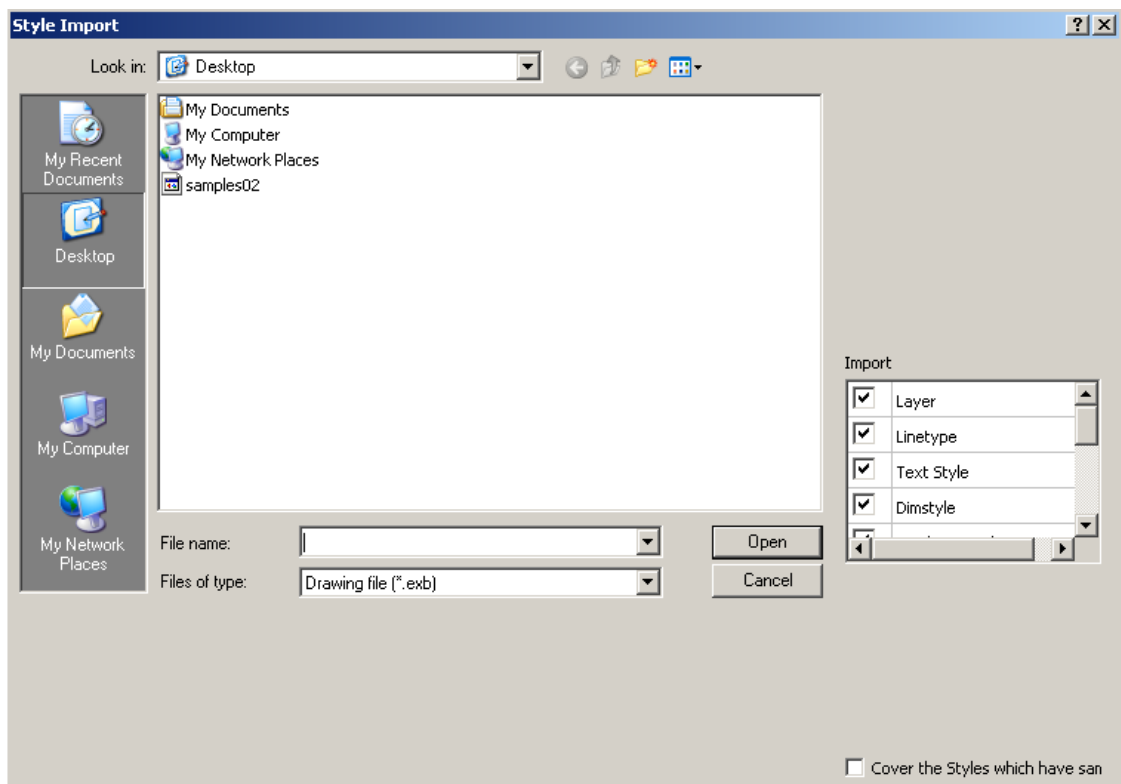 Style Import
Look in:
Desktop
My Recent
Documents
Desktop
My Documents
My Computer
My Network
Places
My Documents
My Computer
My Network Places
samples02
File name:
Files of type:
Drawing file (*.exb)
Open
Cancel
Import
Layer
Linetype
Text Style
Dimstyle
Cover the Styles which have san